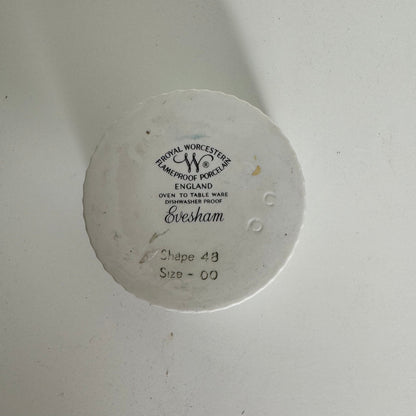 ROYAL WORCESTER
W®
FLAMEPROOF PORCELAIN
ENGLAND
OVEN TO TABLE WARE
DISHWASHER PROOF
Evesham
Shape 48
Size - 00